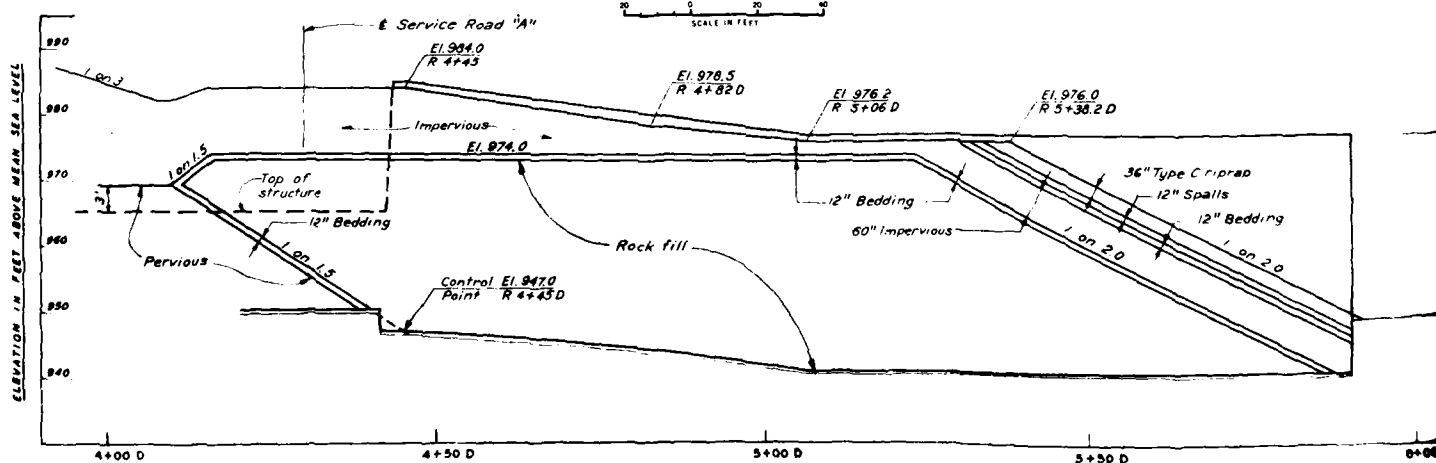 20 0 20 40
SCALE IN FEET
℄ Service Road "A"
990
1 on 3
El. 984.0
R 4+45
El. 978.5
R 4+82 D
El. 976.2
R 5+06 D
El. 976.0
R 5+38.2 D
980
Impervious
El. 974.0
1 on 1.5
970
3'
Top of
structure
12" Bedding
36" Type C riprap
12" Spalls
12" Bedding
12" Bedding
60" Impervious
960
Pervious
1 on 1.5
Rock fill
1 on 2.0
1 on 2.0
Control El. 947.0
Point R 4+45 D
950
940
ELEVATION IN FEET ABOVE MEAN SEA LEVEL
4+00 D
4+50 D
5+00 D
5+50 D